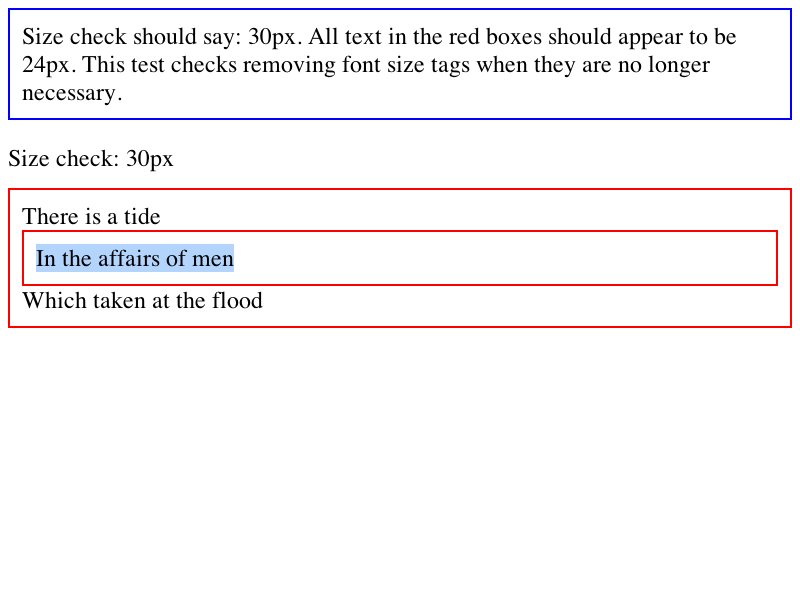 Size check should say: 30px. All text in the red boxes should appear to be
24px. This test checks removing font size tags when they are no longer
necessary.
Size check: 30px
There is a tide
In the affairs of men
Which taken at the flood